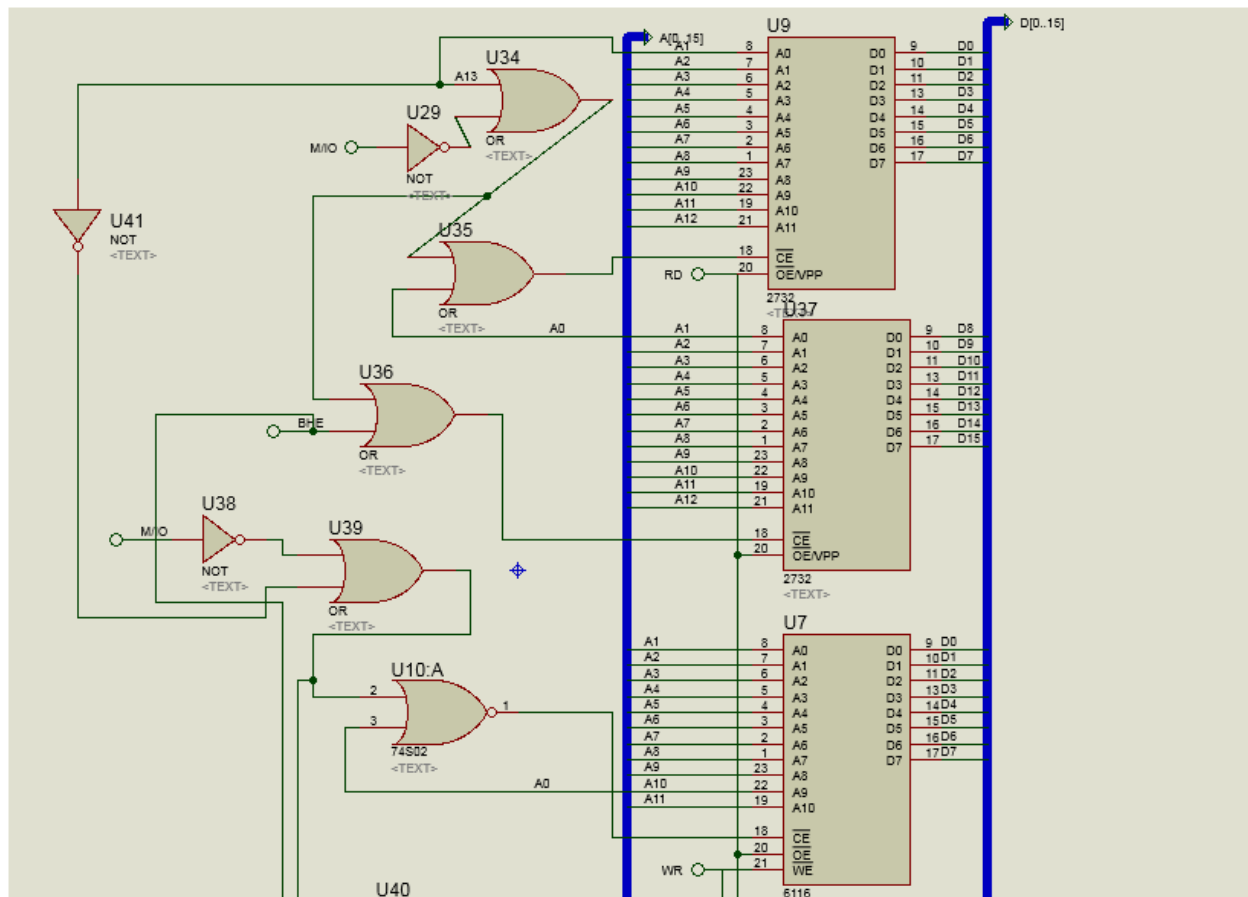 A[0..15]
D[0..15]
U34
A13
U29
M/IO
NOT
<TEXT>
OR
<TEXT>
U41
NOT
<TEXT>
U35
OR
<TEXT>
A0
U36
BHE
OR
<TEXT>
U38
M/IO
NOT
<TEXT>
U39
OR
<TEXT>
U10:A
2
3
1
74S02
<TEXT>
A0
U40
U9
A1 8 A0 D0 9 D0
A2 7 A1 D1 10 D1
A3 6 A2 D2 11 D2
A4 5 A3 D3 13 D3
A5 4 A4 D4 14 D4
A6 3 A5 D5 15 D5
A7 2 A6 D6 16 D6
A8 1 A7 D7 17 D7
A9 23 A8
A10 22 A9
A11 19 A10
A12 21 A11
18 CE
RD 20 OE/VPP
2732
<TEXT>
U37
A1 8 A0 D0 9 D8
A2 7 A1 D1 10 D9
A3 6 A2 D2 11 D10
A4 5 A3 D3 13 D11
A5 4 A4 D4 14 D12
A6 3 A5 D5 15 D13
A7 2 A6 D6 16 D14
A8 1 A7 D7 17 D15
A9 23 A8
A10 22 A9
A11 19 A10
A12 21 A11
18 CE
20 OE/VPP
2732
<TEXT>
U7
A1 8 A0 D0 9 D0
A2 7 A1 D1 10 D1
A3 6 A2 D2 11 D2
A4 5 A3 D3 13 D3
A5 4 A4 D4 14 D4
A6 3 A5 D5 15 D5
A7 2 A6 D6 16 D6
A8 1 A7 D7 17 D7
A9 23 A8
A10 22 A9
A11 19 A10
18 CE
20 OE
WR 21 WE
6116